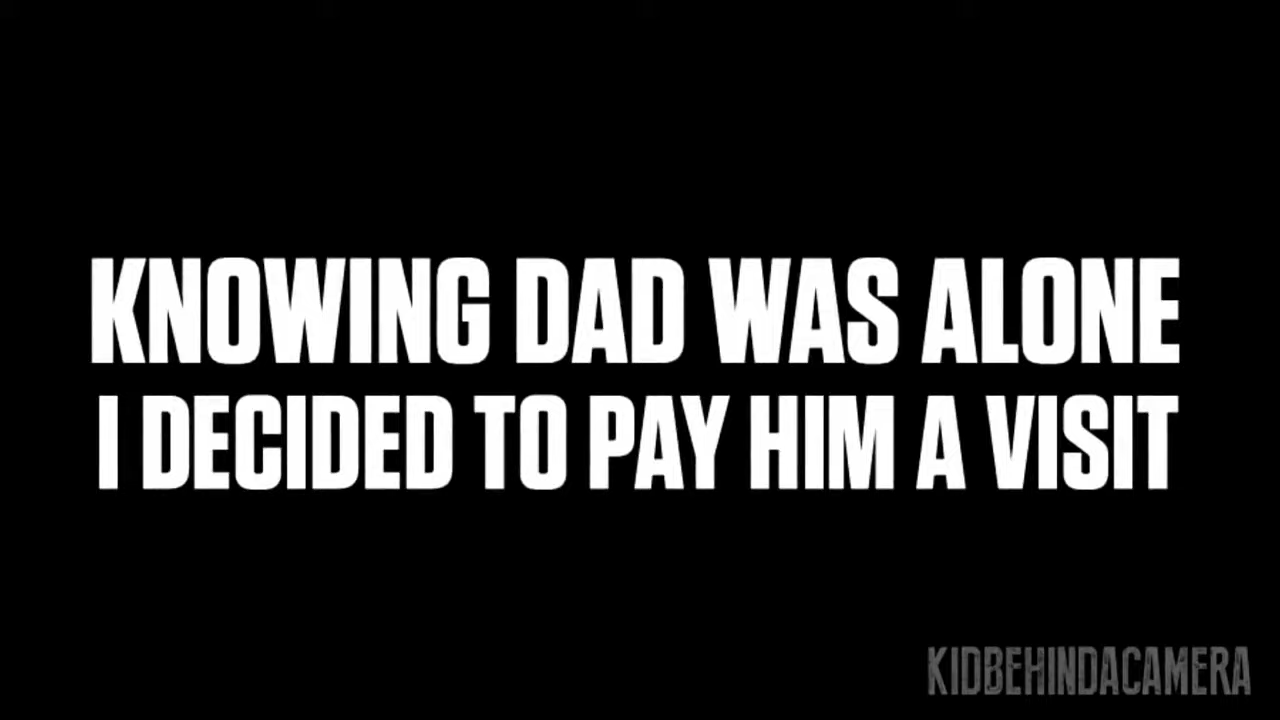 KNOWING DAD WAS ALONE
I DECIDED TO PAY HIM A VISIT
KIDBEHINDACAMERA